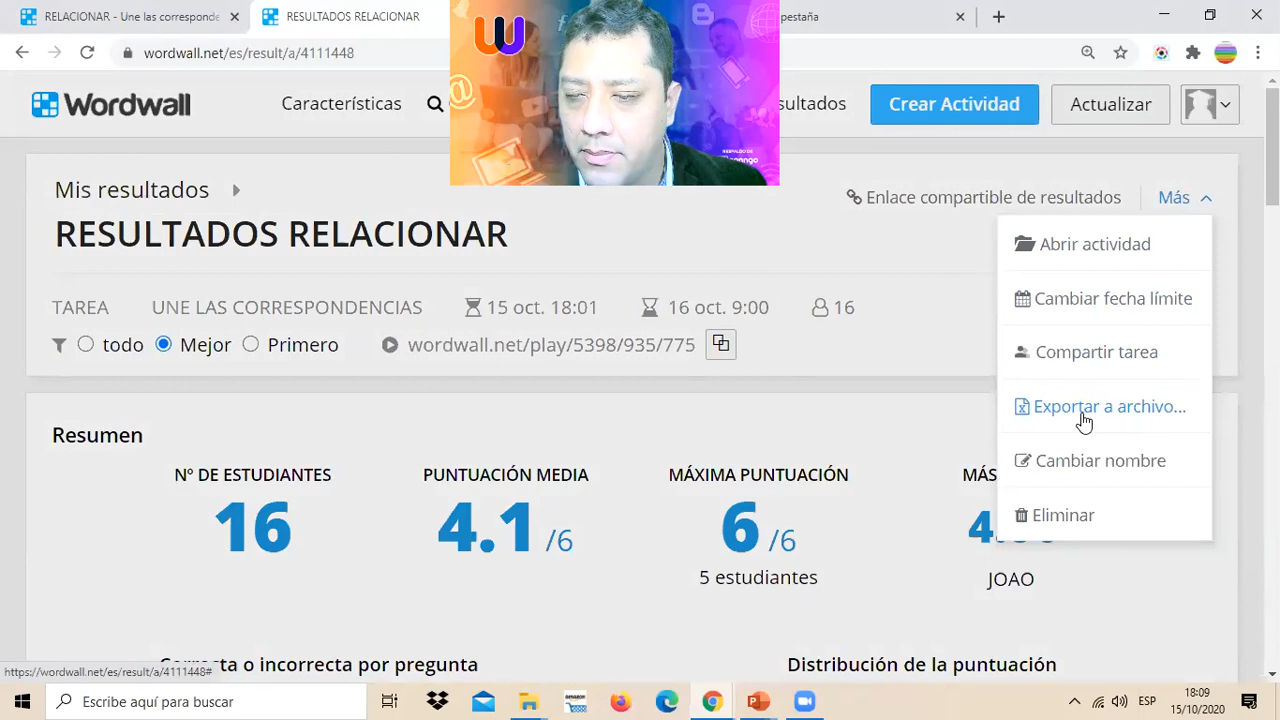 RELACIONAR - Une las corresponde
RESULTADOS RELACIONAR
pestaña
wordwall.net/es/result/a/4111448
Wordwall
Características
sultados
Crear Actividad
Actualizar
RESPALDO DE
Mis resultados
Enlace compartible de resultados
Más
RESULTADOS RELACIONAR
Abrir actividad
TAREA
UNE LAS CORRESPONDENCIAS
15 oct. 18:01
16 oct. 9:00
16
Cambiar fecha límite
todo
Mejor
Primero
wordwall.net/play/5398/935/775
Compartir tarea
Exportar a archivo...
Cambiar nombre
Eliminar
Resumen
Nº DE ESTUDIANTES
PUNTUACIÓN MEDIA
MÁXIMA PUNTUACIÓN
MÁS
16
4.1 /6
6 /6
5 estudiantes
JOAO
https://wordwall.net/es/result/a/4111448#
Correcta o incorrecta por pregunta
Distribución de la puntuación
Escribe aquí para buscar
ESP
18:09
15/10/2020